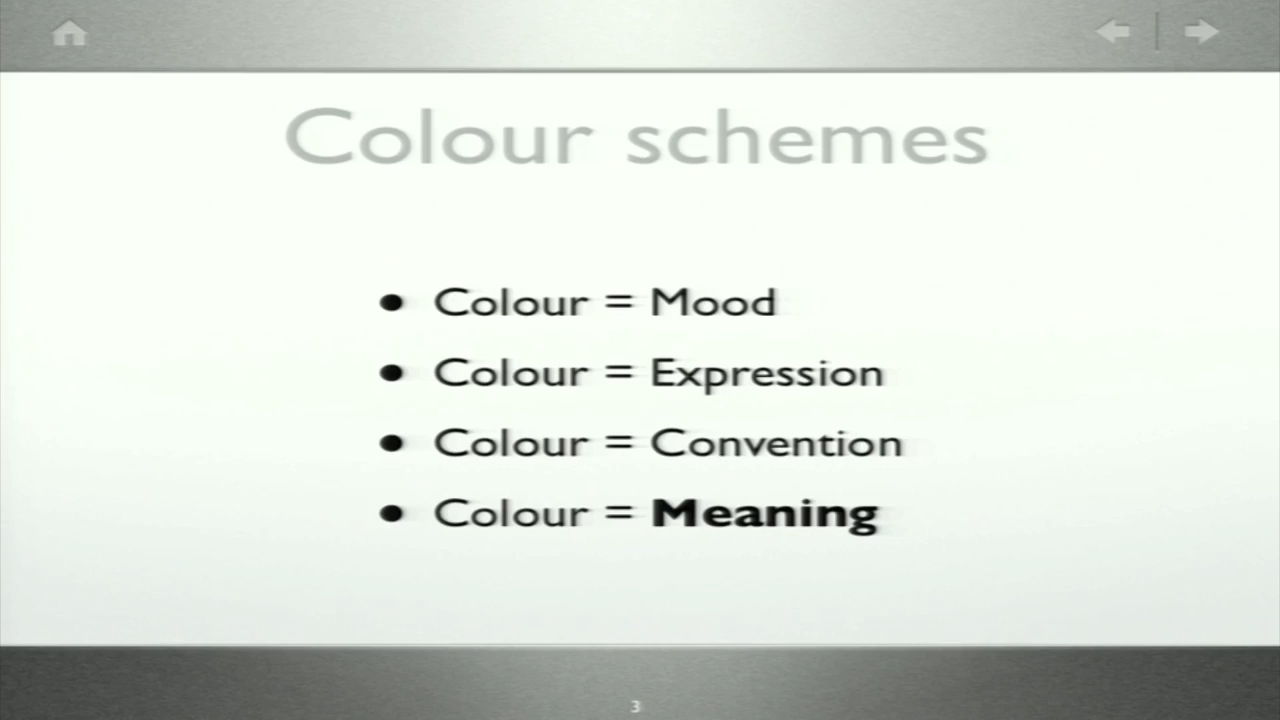 Colour schemes
• Colour = Mood
• Colour = Expression
• Colour = Convention
• Colour = Meaning
3